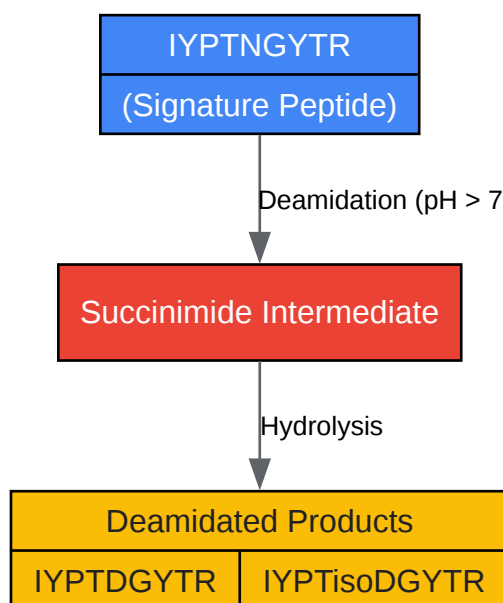 IYPTNGYTR
(Signature Peptide)
Deamidation (pH > 7
Succinimide Intermediate
Hydrolysis
Deamidated Products
IYPTDGYTR
IYPTisoDGYTR